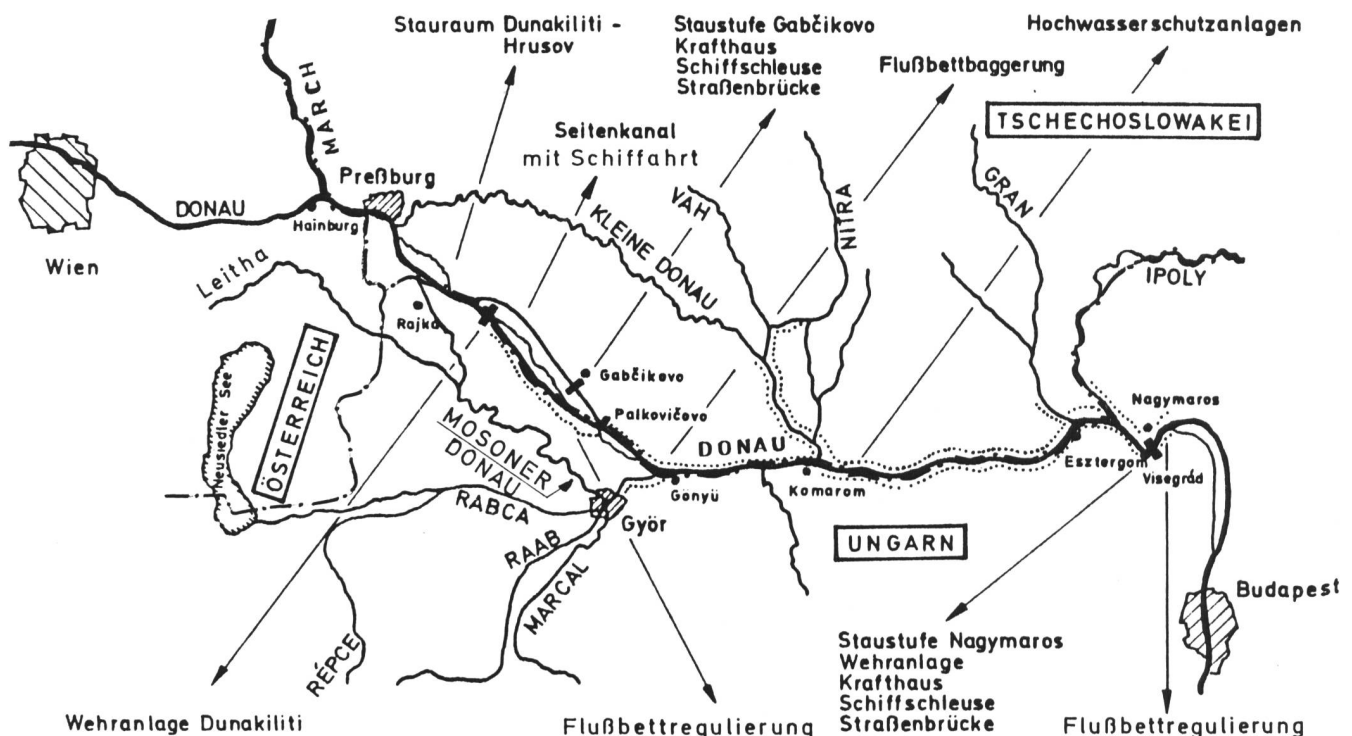 Stauraum Dunakiliti -
Hrusov
Staustufe Gabčikovo
Krafthaus
Schiffschleuse
Straßenbrücke
Hochwasserschutzanlagen
Flußbettbaggerung
TSCHECHOSLOWAKEI
Seitenkanal
mit Schiffahrt
MARCH
Preßburg
DONAU
Hainburg
Wien
Leitha
KLEINE DONAU
VAH
NITRA
GRAN
IPOLY
Rajka
ÖSTERREICH
Neusiedler See
Gabčikovo
Palkovičovo
MOSONER
DONAU
DONAU
Nagymaros
Esztergom
Visegrád
RABCA
Gönyü
Komarom
Györ
RAAB
MARCAL
RÉPCE
UNGARN
Budapest
Staustufe Nagymaros
Wehranlage
Krafthaus
Schiffschleuse
Straßenbrücke
Wehranlage Dunakiliti
Flußbettregulierung
Flußbettregulierung